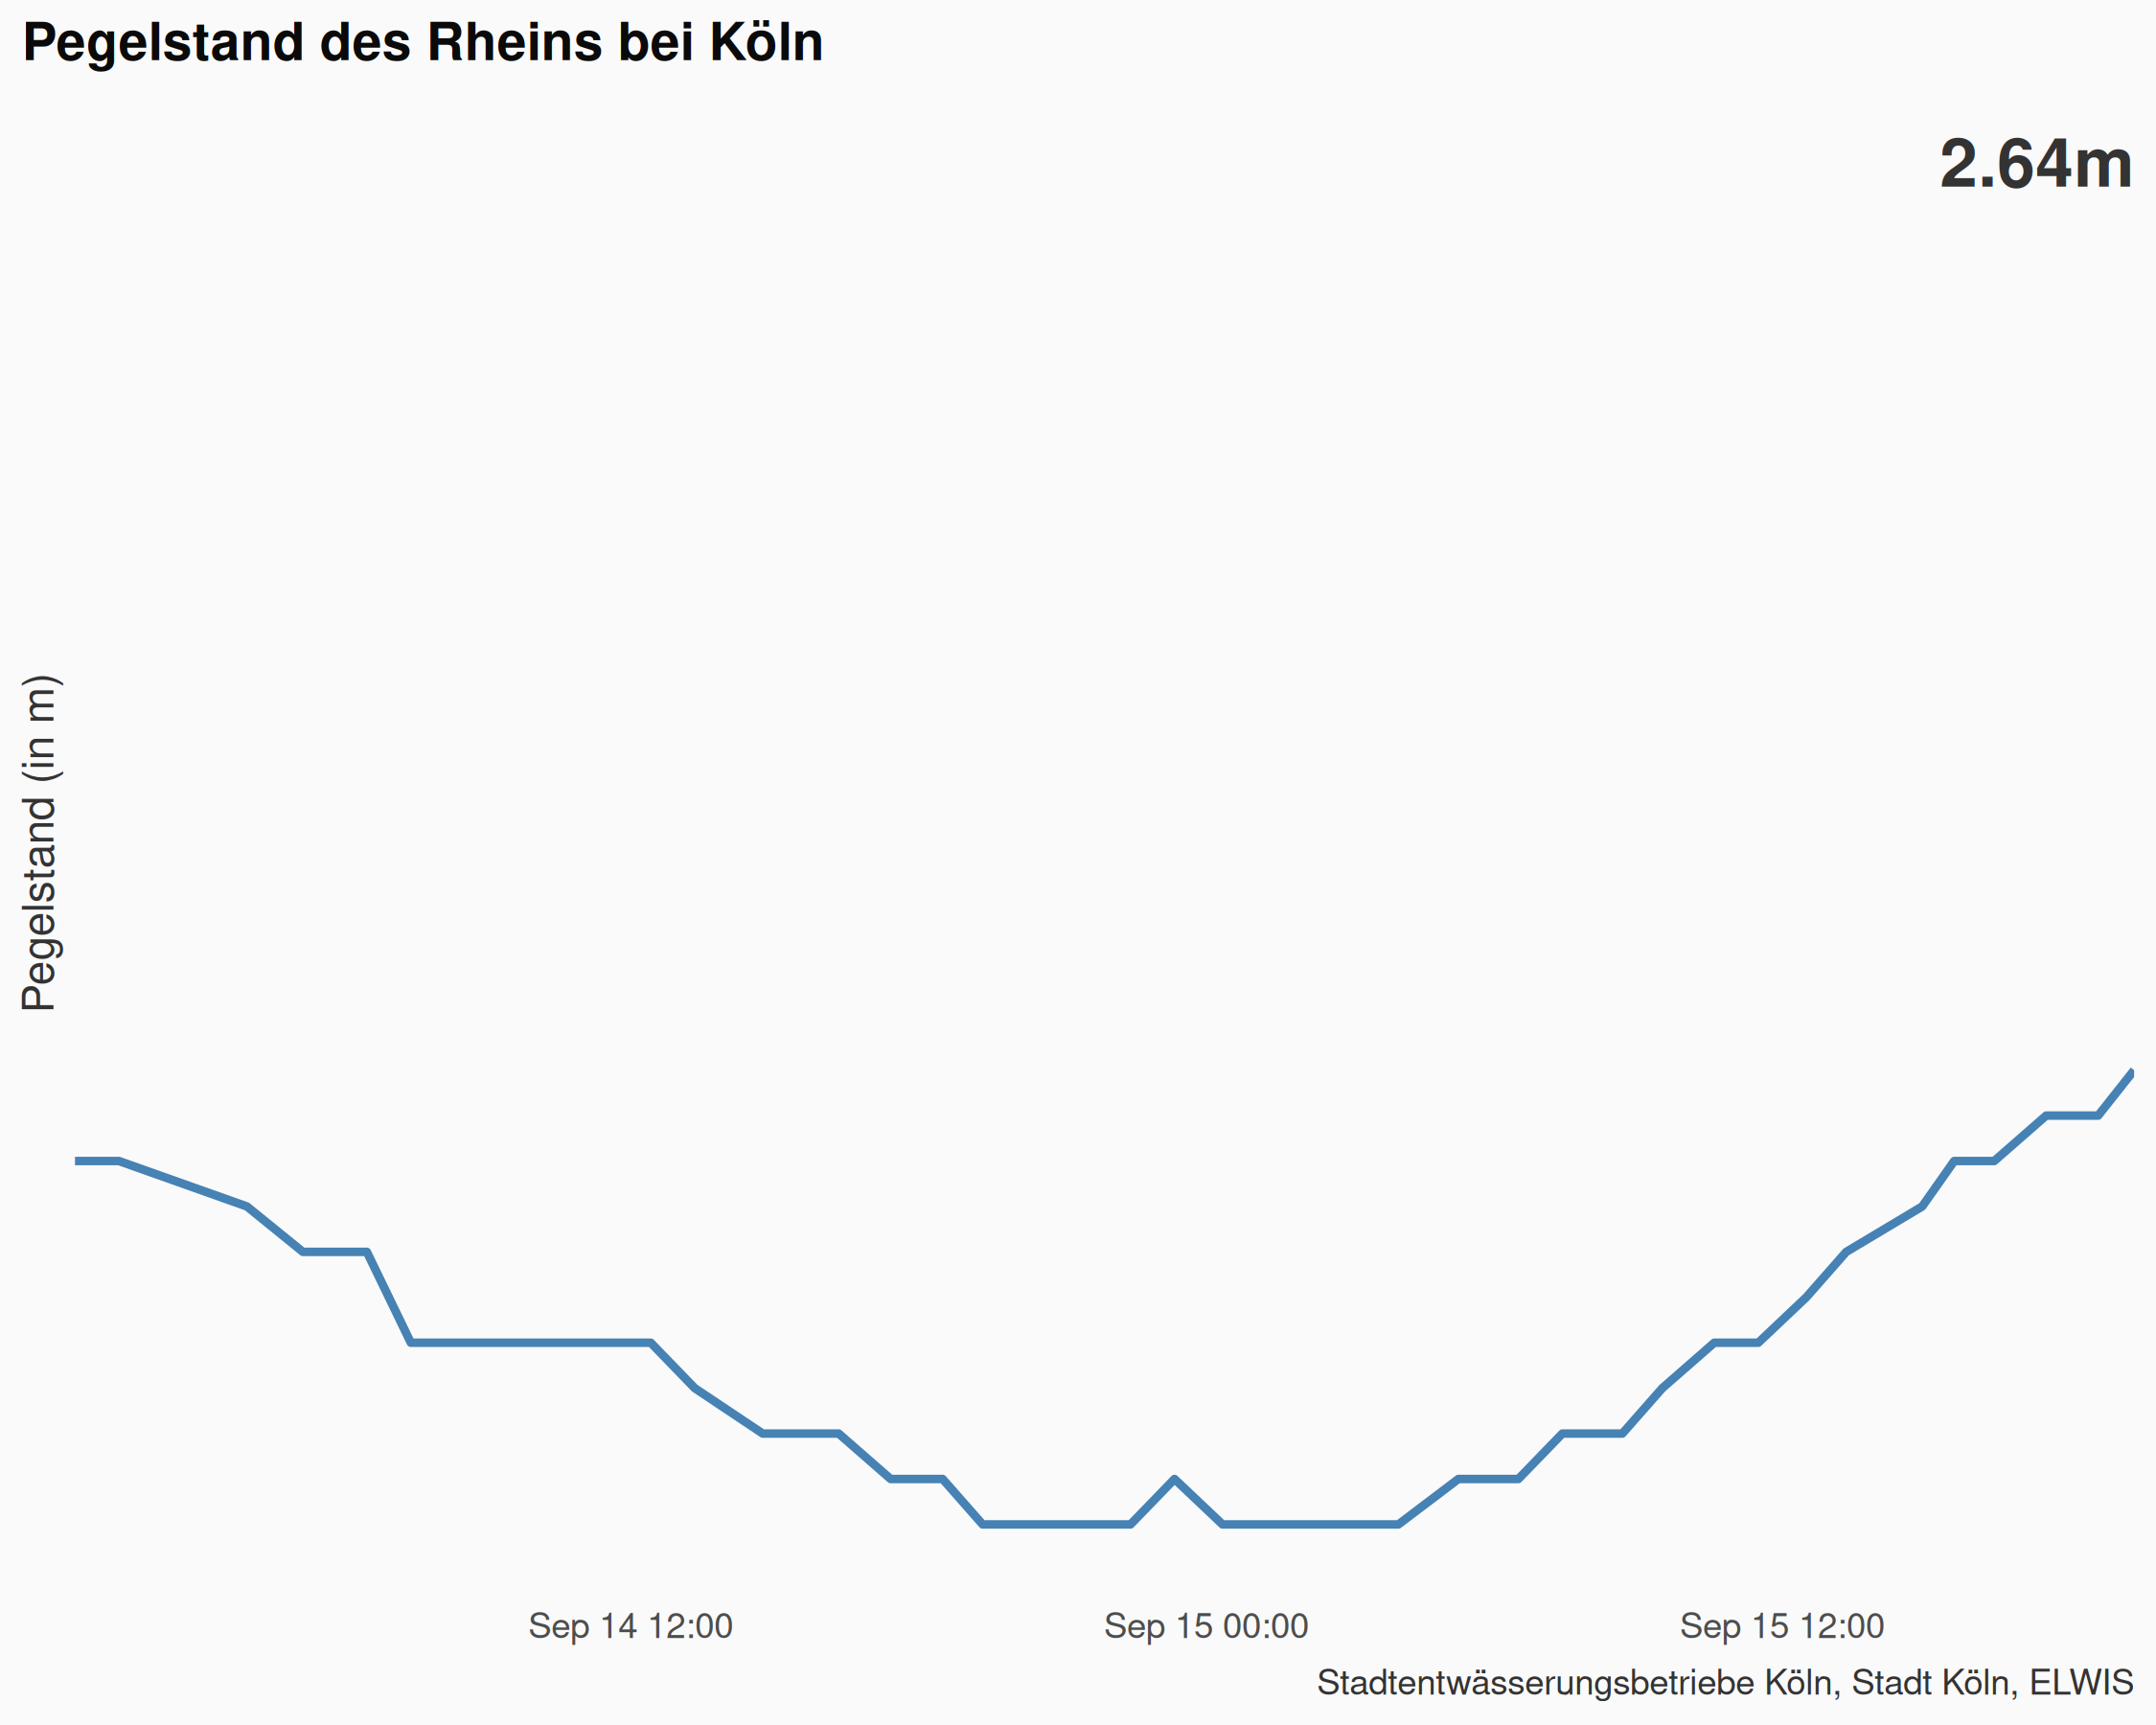 Pegelstand des Rheins bei Köln
2.64m
Pegelstand (in m)
Sep 14 12:00
Sep 15 00:00
Sep 15 12:00
Stadtentwässerungsbetriebe Köln, Stadt Köln, ELWIS